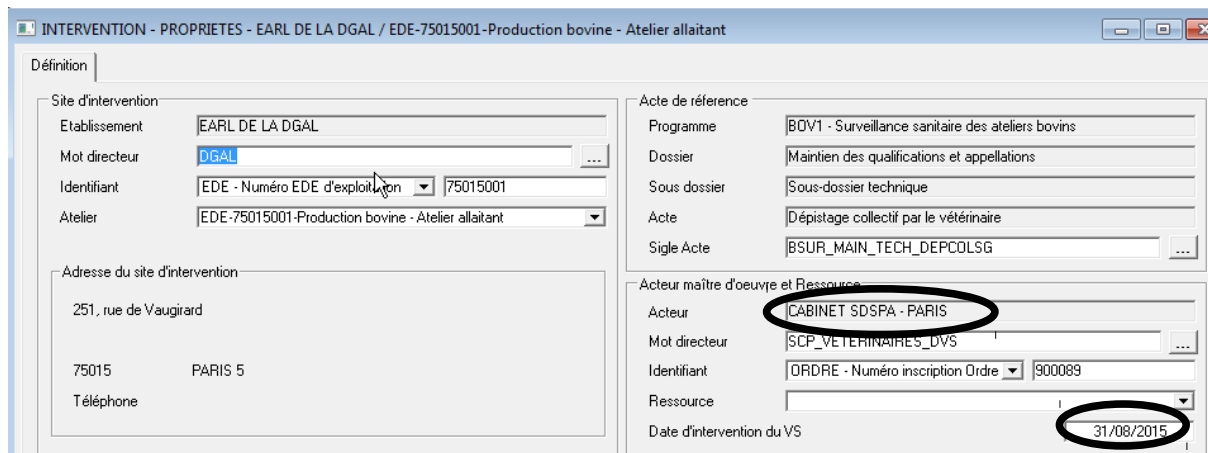 INTERVENTION - PROPRIETES - EARL DE LA DGAL / EDE-75015001-Production bovine - Atelier allaitant
Définition
Site d'intervention
Etablissement EARL DE LA DGAL
Mot directeur DGAL ...
Identifiant EDE - Numéro EDE d'exploitation 75015001
Atelier EDE-75015001-Production bovine - Atelier allaitant
Adresse du site d'intervention
251, rue de Vaugirard
75015 PARIS 5
Téléphone
Acte de réference
Programme BOV1 - Surveillance sanitaire des ateliers bovins
Dossier Maintien des qualifications et appellations
Sous dossier Sous-dossier technique
Acte Dépistage collectif par le vétérinaire
Sigle Acte BSUR_MAIN_TECH_DEPCOLSG ...
Acteur maître d'oeuvre et Ressource
Acteur CABINET SDSPA - PARIS
Mot directeur SCP_VETERINAIRES_DVS ...
Identifiant ORDRE - Numéro inscription Ordre 900089
Ressource
Date d'intervention du VS 31/08/2015